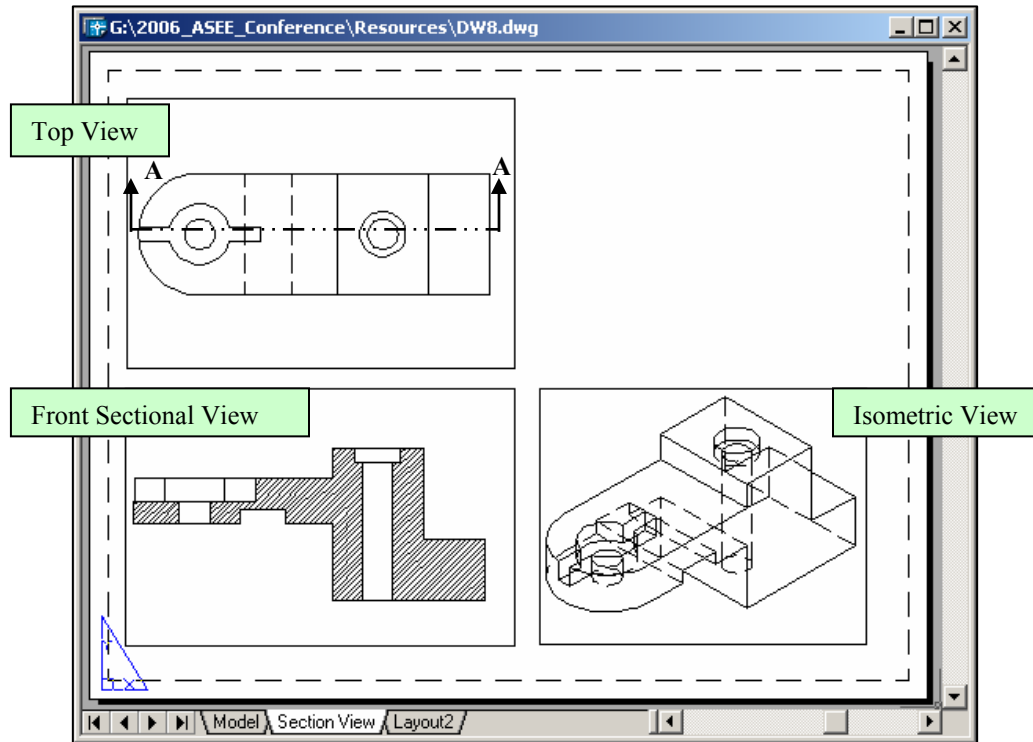 G:\2006_ASEE_Conference\Resources\DW8.dwg
Top View
A A
Front Sectional View
Isometric View
X
Model Section View Layout2